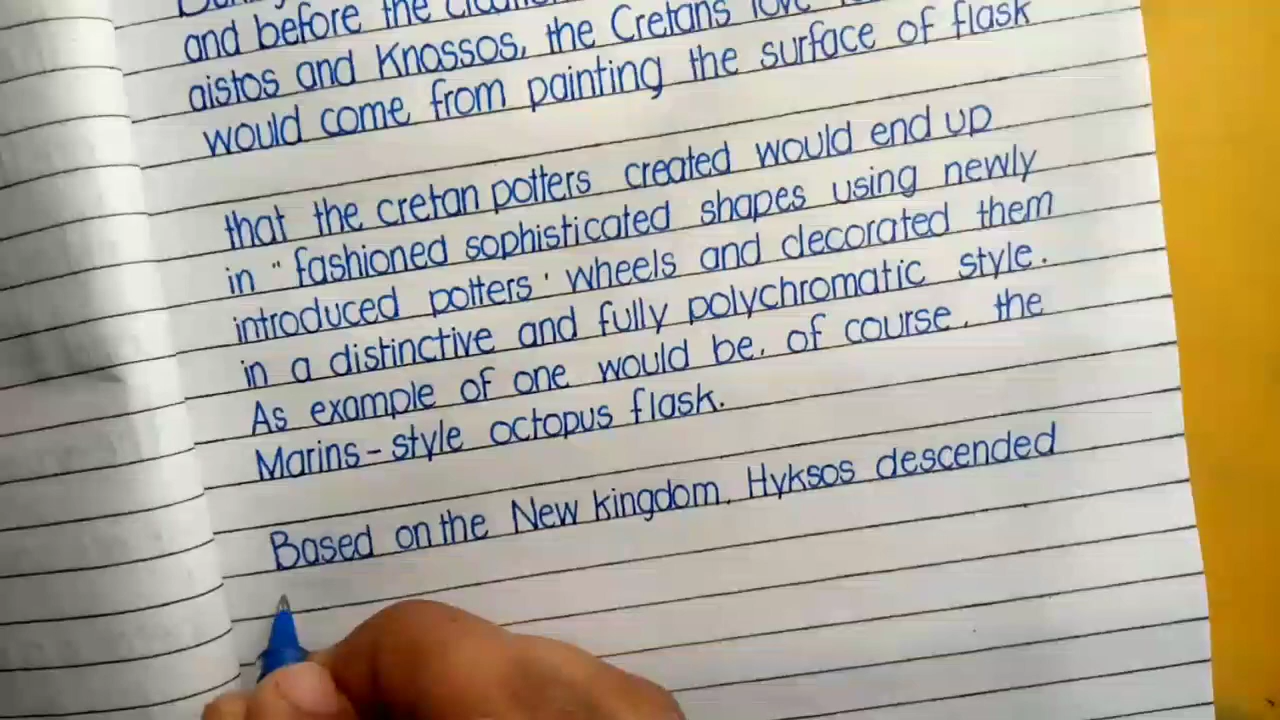 and before the
aistos and Knossos, the Cretans love
would come from painting the surface of flask
that the cretan potters created would end up
in " fashioned sophisticated shapes using newly
introduced potters ' wheels and decorated them
in a distinctive and fully polychromatic style.
As example of one would be, of course, the
Marins - style octopus flask.
Based on the New kingdom, Hyksos descended